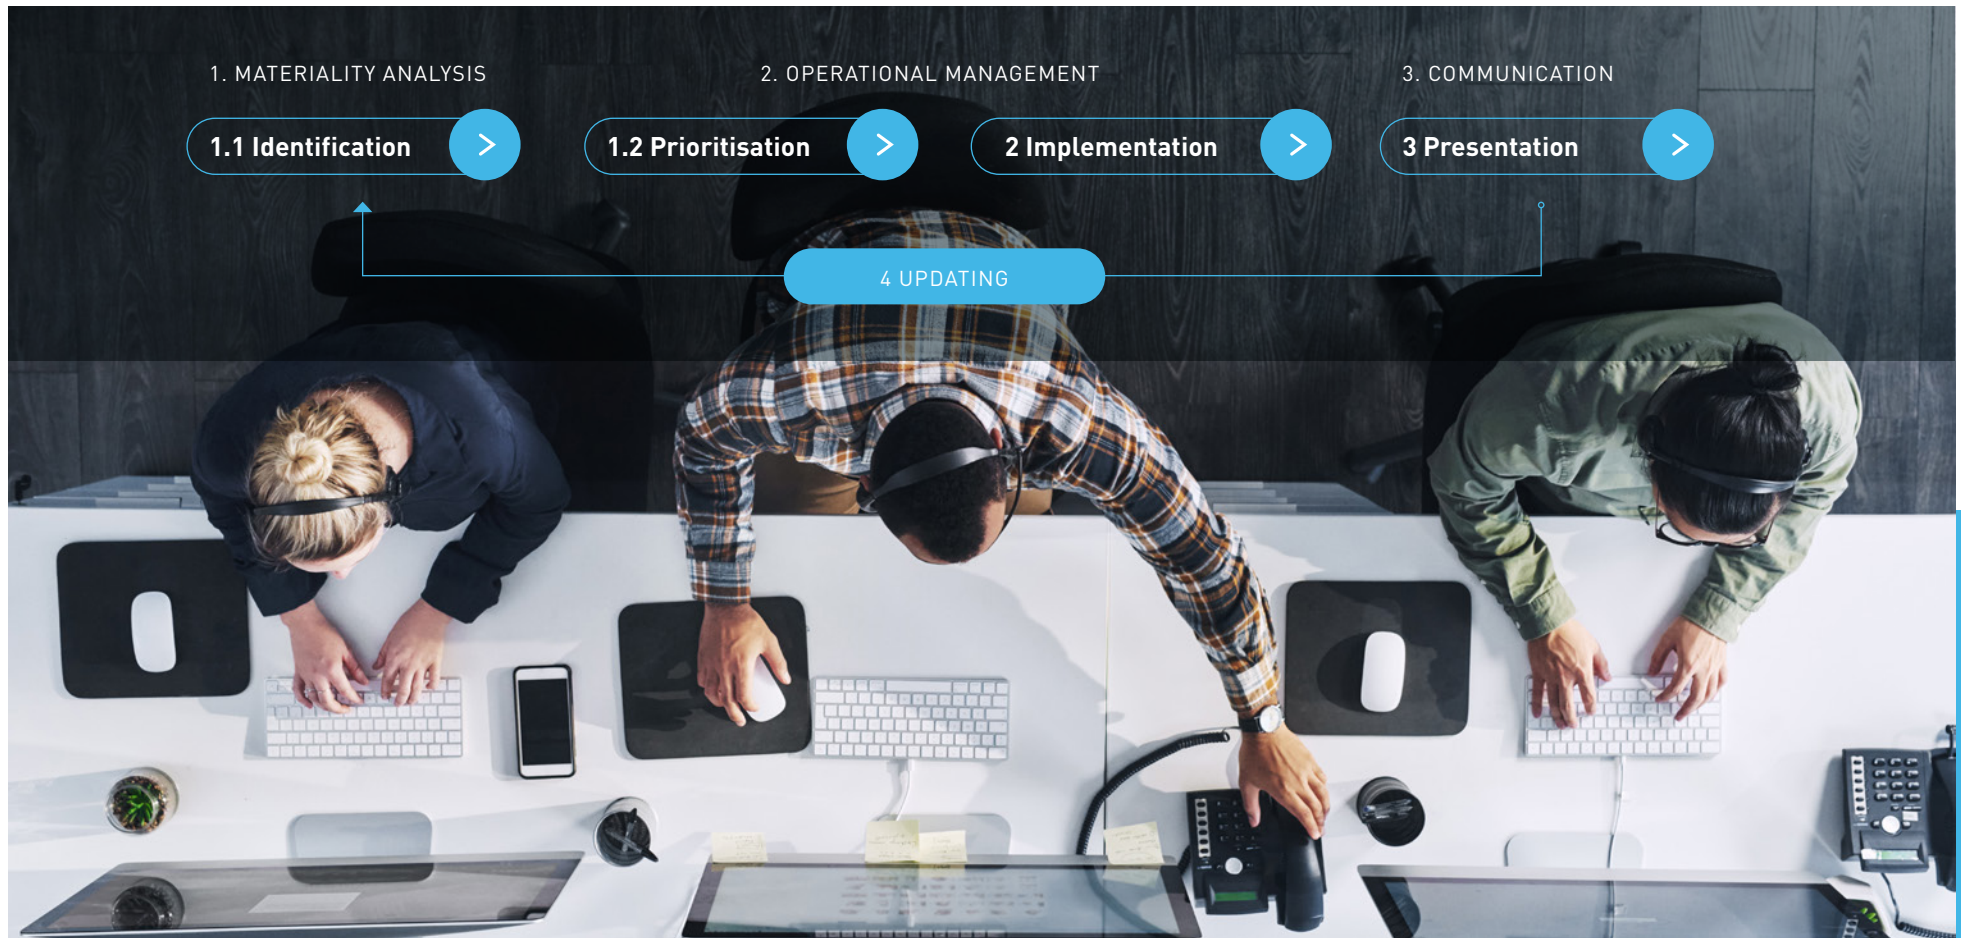 1. MATERIALITY ANALYSIS
2. OPERATIONAL MANAGEMENT
3. COMMUNICATION
1.1 Identification
1.2 Prioritisation
2 Implementation
3 Presentation
4 UPDATING